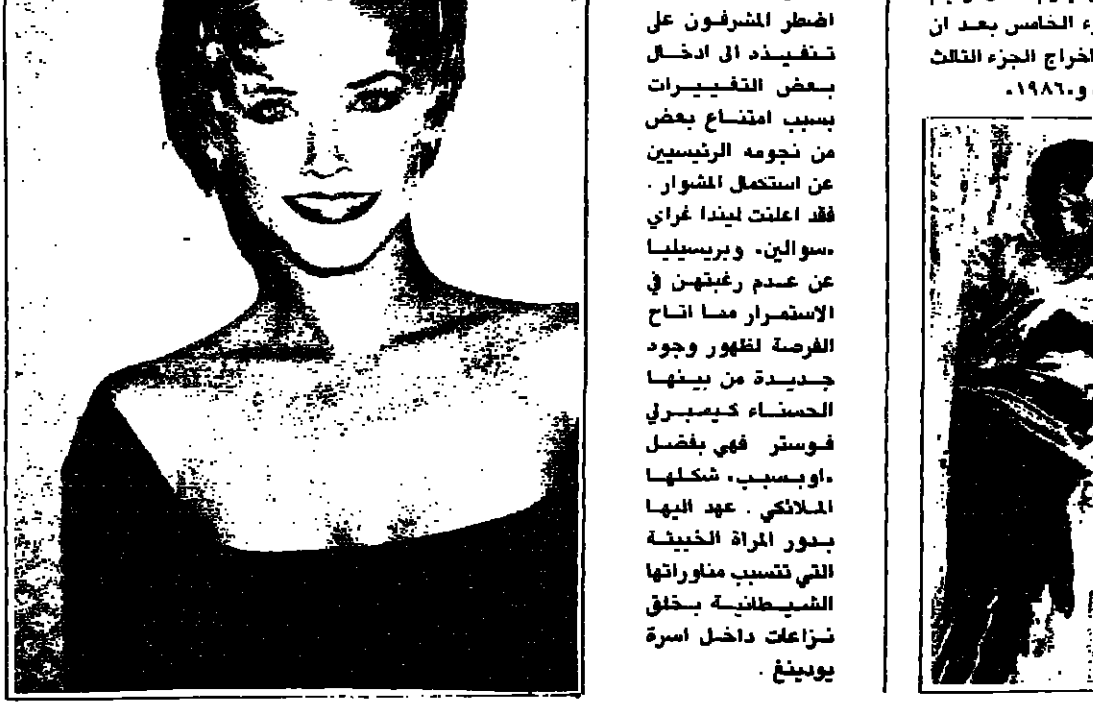 رء الخامس بعد ان
اخراج الجزء الثالث
و«١٩٨٦».
اضطر المشرفون على
تنفيذه الى ادخال
بعض التغييرات
بسبب امتناع بعض
من نجومه الرئيسيين
عن استكمال المشوار .
فقد اعلنت ليندا غراي
«سوالين» وبريسيليا
عن عدم رغبتهن في
الاستمرار مما اتاح
الفرصة لظهور وجوه
جديدة من بينها
الحسناء كيمبرلي
فوستر فهي بفضل
«او بسبب» شكلها
الملائكي . عهد اليها
بدور المراة الخبيثة
التي تتسبب مناوراتها
الشيطانية بخلق
نزاعات داخل اسرة
يودينغ .